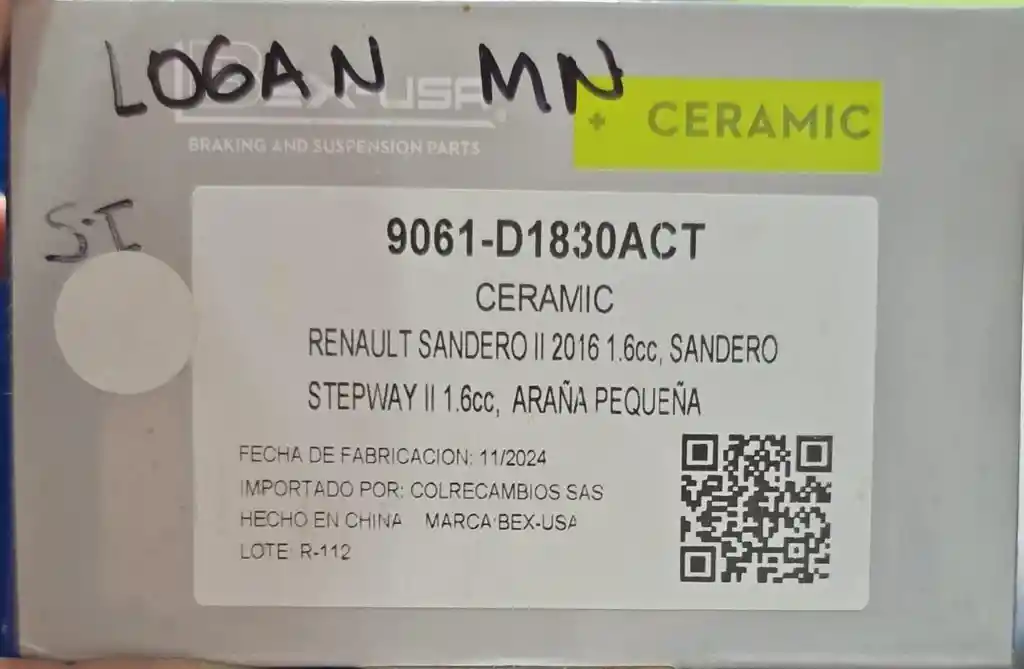 LOGAN MN
BEX-USA
BRAKING AND SUSPENSION PARTS
+ CERAMIC
S-I
9061-D1830ACT
CERAMIC
RENAULT SANDERO II 2016 1.6cc, SANDERO
STEPWAY II 1.6cc, ARAÑA PEQUEÑA
FECHA DE FABRICACION: 11/2024
IMPORTADO POR: COLRECAMBIOS SAS
HECHO EN CHINA MARCA BEX-USA
LOTE R-112